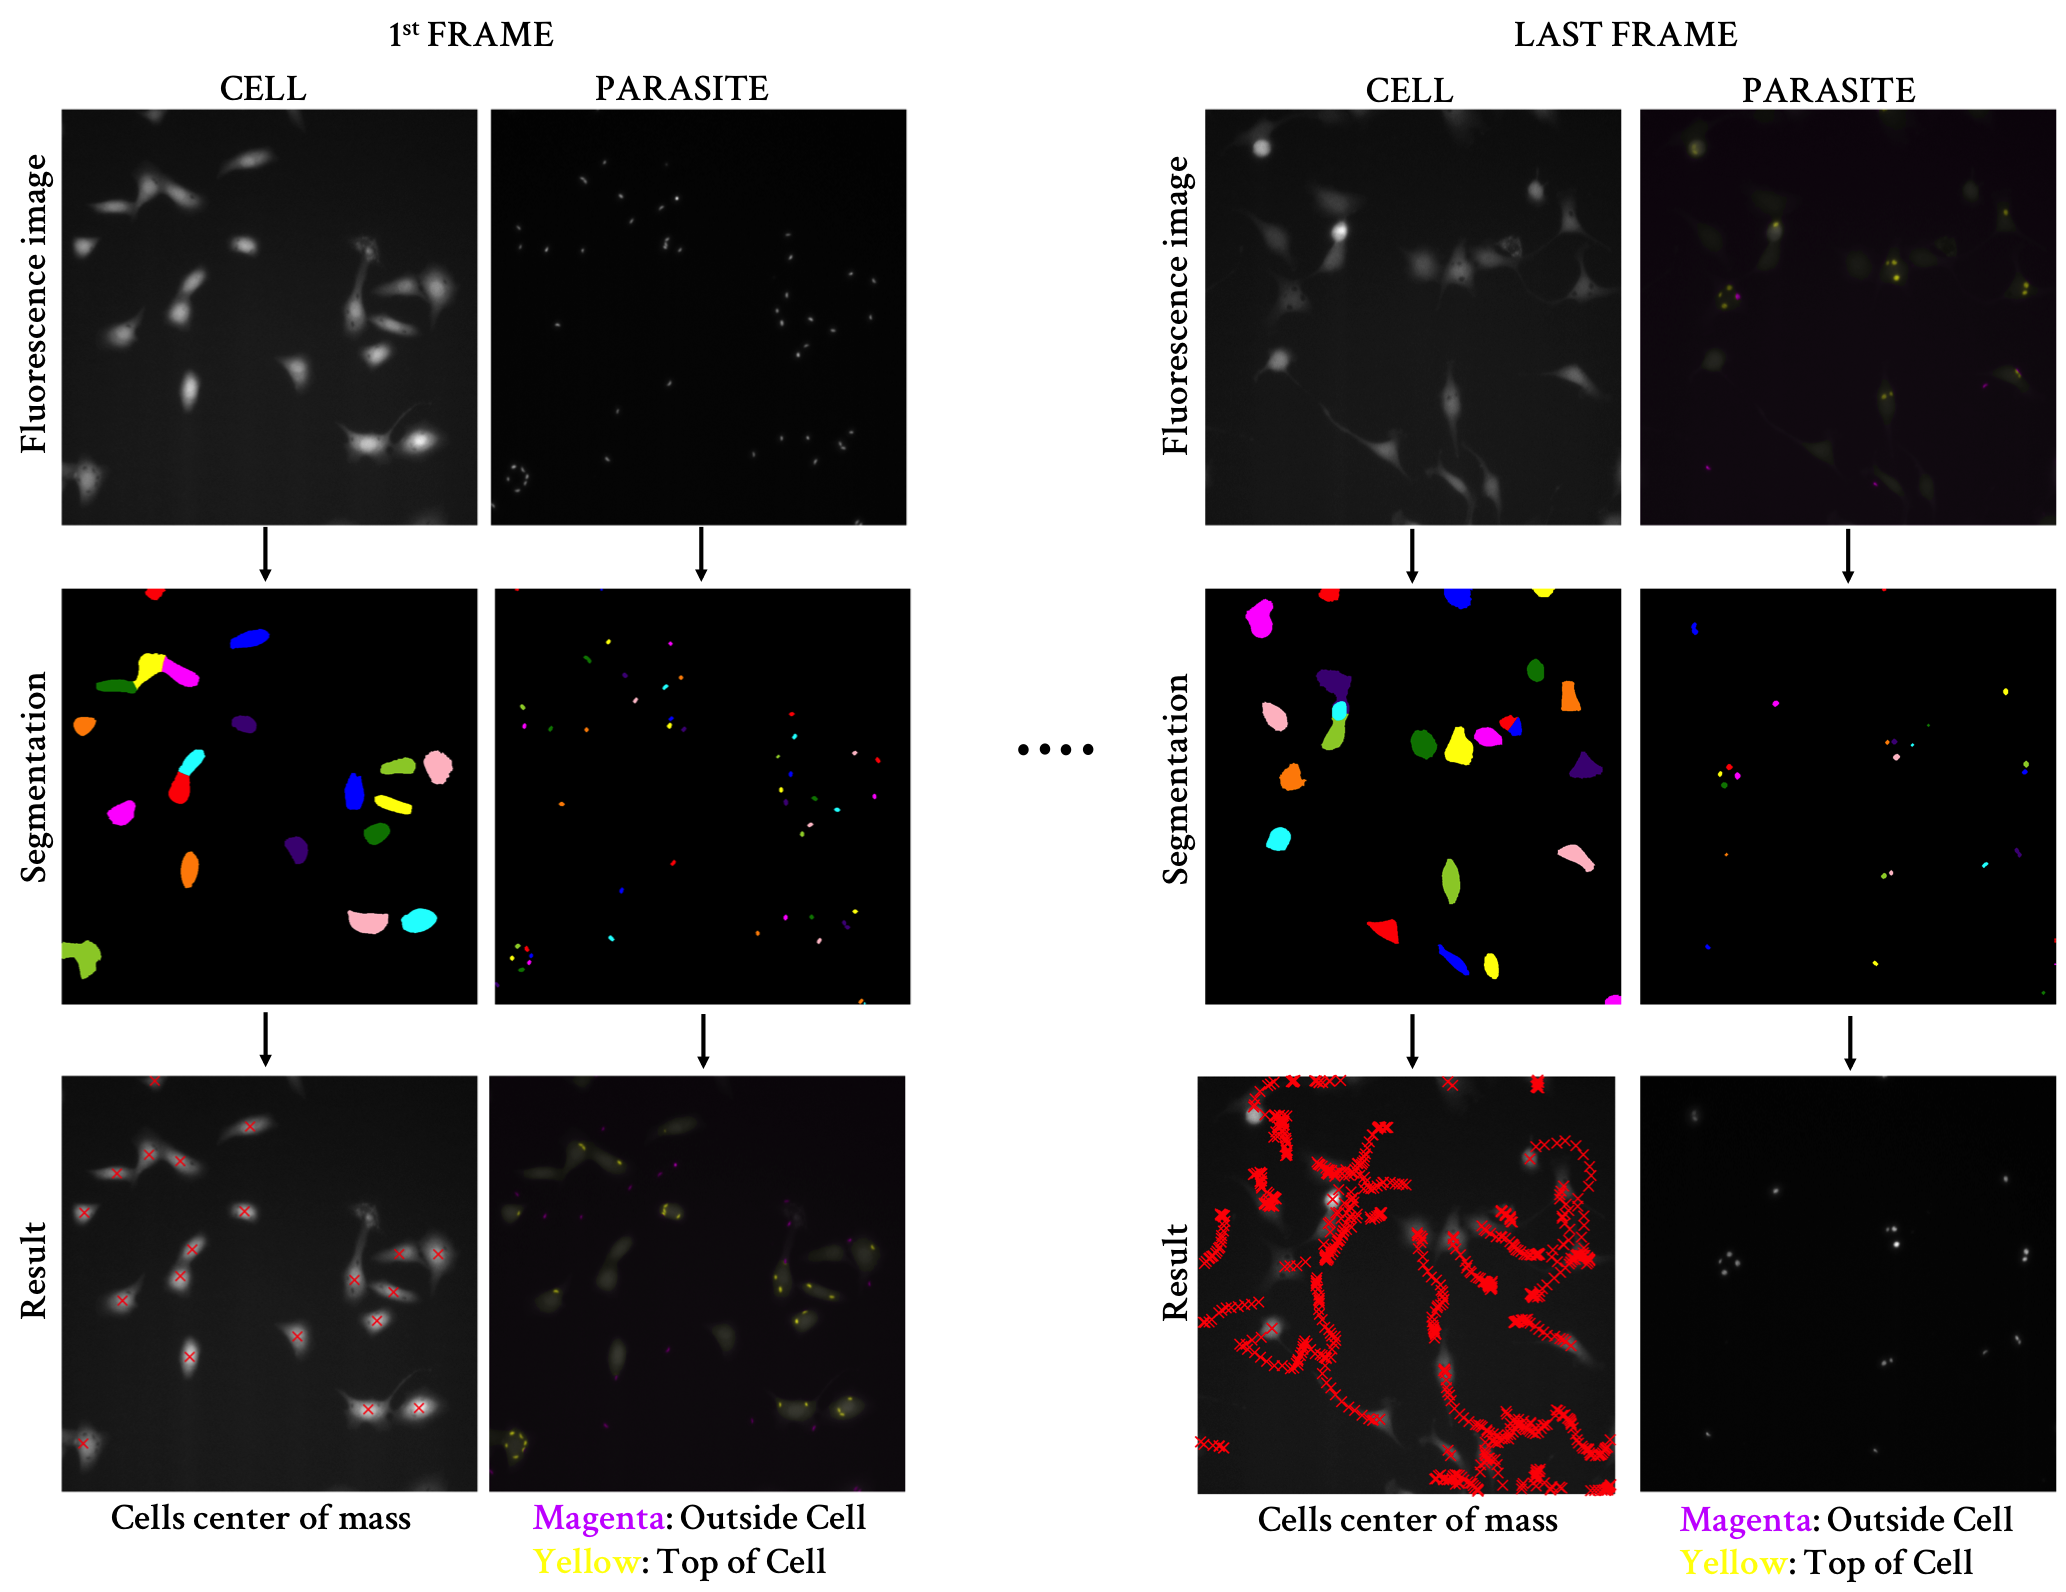 1st FRAME
LAST FRAME
CELL
PARASITE
CELL
PARASITE
Fluorescence image
Fluorescence image
Segmentation
Segmentation
Result
Result
Cells center of mass
Magenta: Outside Cell
Yellow: Top of Cell
Cells center of mass
Magenta: Outside Cell
Yellow: Top of Cell